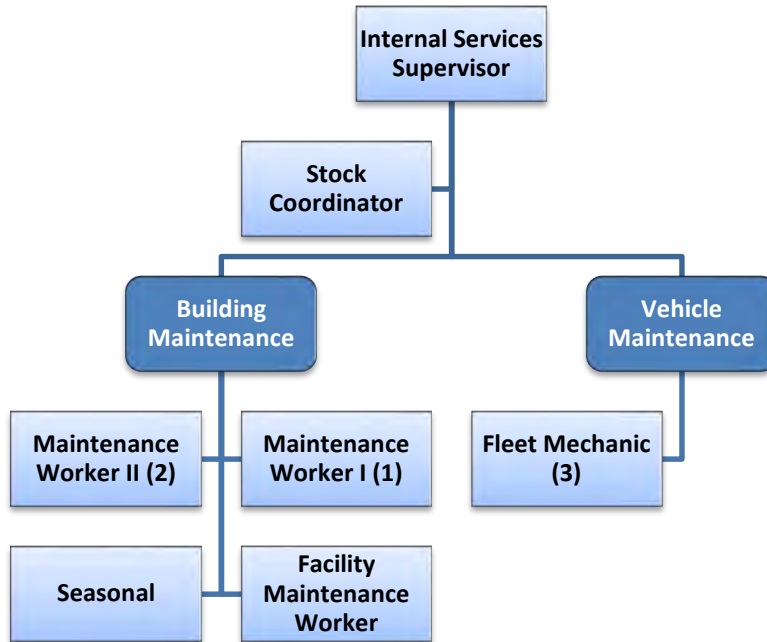 Internal Services
Supervisor
Stock
Coordinator
Building
Maintenance
Vehicle
Maintenance
Maintenance
Worker II (2)
Maintenance
Worker I (1)
Fleet Mechanic
(3)
Seasonal
Facility
Maintenance
Worker